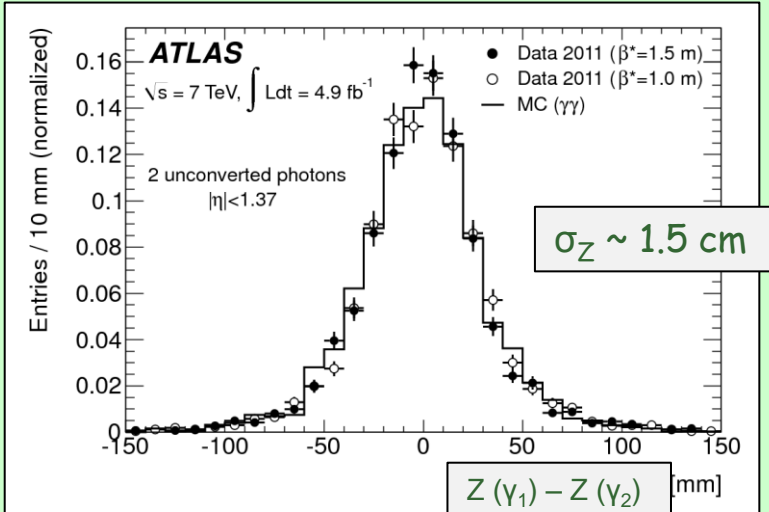 Entries / 10 mm (normalized)
0.16
0.14
0.12
0.1
0.08
0.06
0.04
0.02
0
ATLAS
√s = 7 TeV, ∫ Ldt = 4.9 fb⁻¹
2 unconverted photons
|η|<1.37
Data 2011 (β*=1.5 m)
Data 2011 (β*=1.0 m)
MC (γγ)
σ_Z ~ 1.5 cm
-150 -100 -50 0 50 100 150
Z (γ₁) – Z (γ₂) [mm]